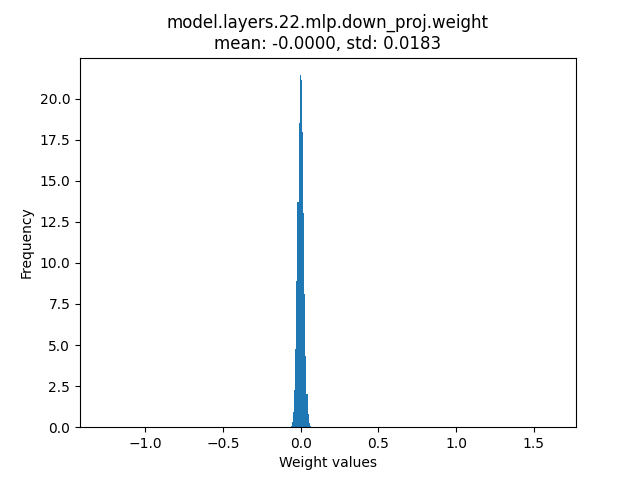 model.layers.22.mlp.down_proj.weight
mean: -0.0000, std: 0.0183
20.0
17.5
15.0
12.5
10.0
7.5
5.0
2.5
0.0
Frequency
−1.0 −0.5 0.0 0.5 1.0 1.5
Weight values